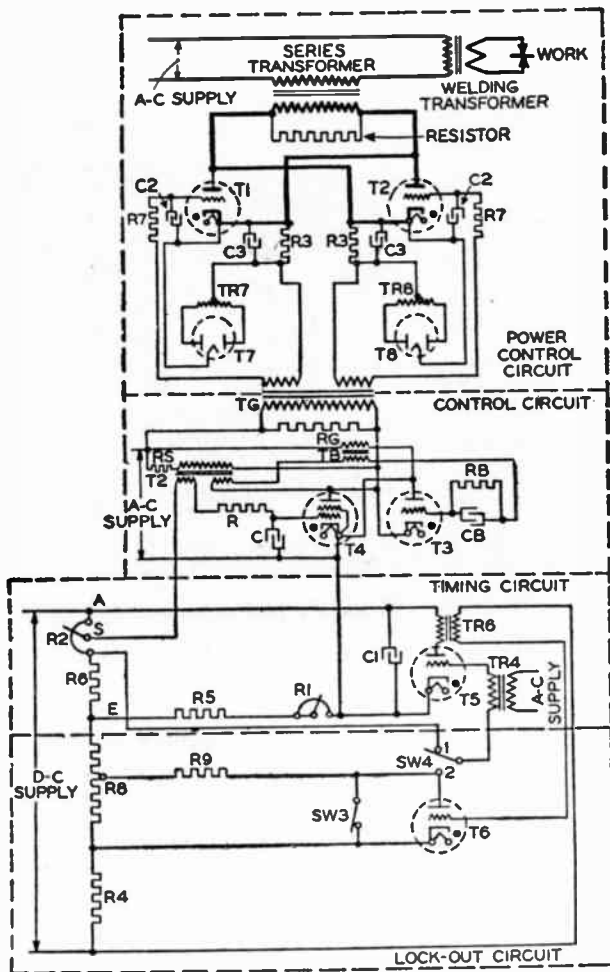 SERIES
TRANSFORMER
WORK
A-C SUPPLY
WELDING
TRANSFORMER
RESISTOR
C2
T1
T2
C2
R7
R7
C3
R3
R3
C3
TR7
TR8
T7
T8
POWER
CONTROL
CIRCUIT
TG
CONTROL CIRCUIT
RG
RS
TB
RB
T2
A-C
SUPPLY
R
C
T4
T3
CB
TIMING CIRCUIT
A
R2
S
TR6
C1
R6
TR4
A-C
SUPPLY
E
R5
R1
T5
1
D-C
SUPPLY
R9
SW4
2
R8
SW3
T6
R4
LOCK-OUT CIRCUIT